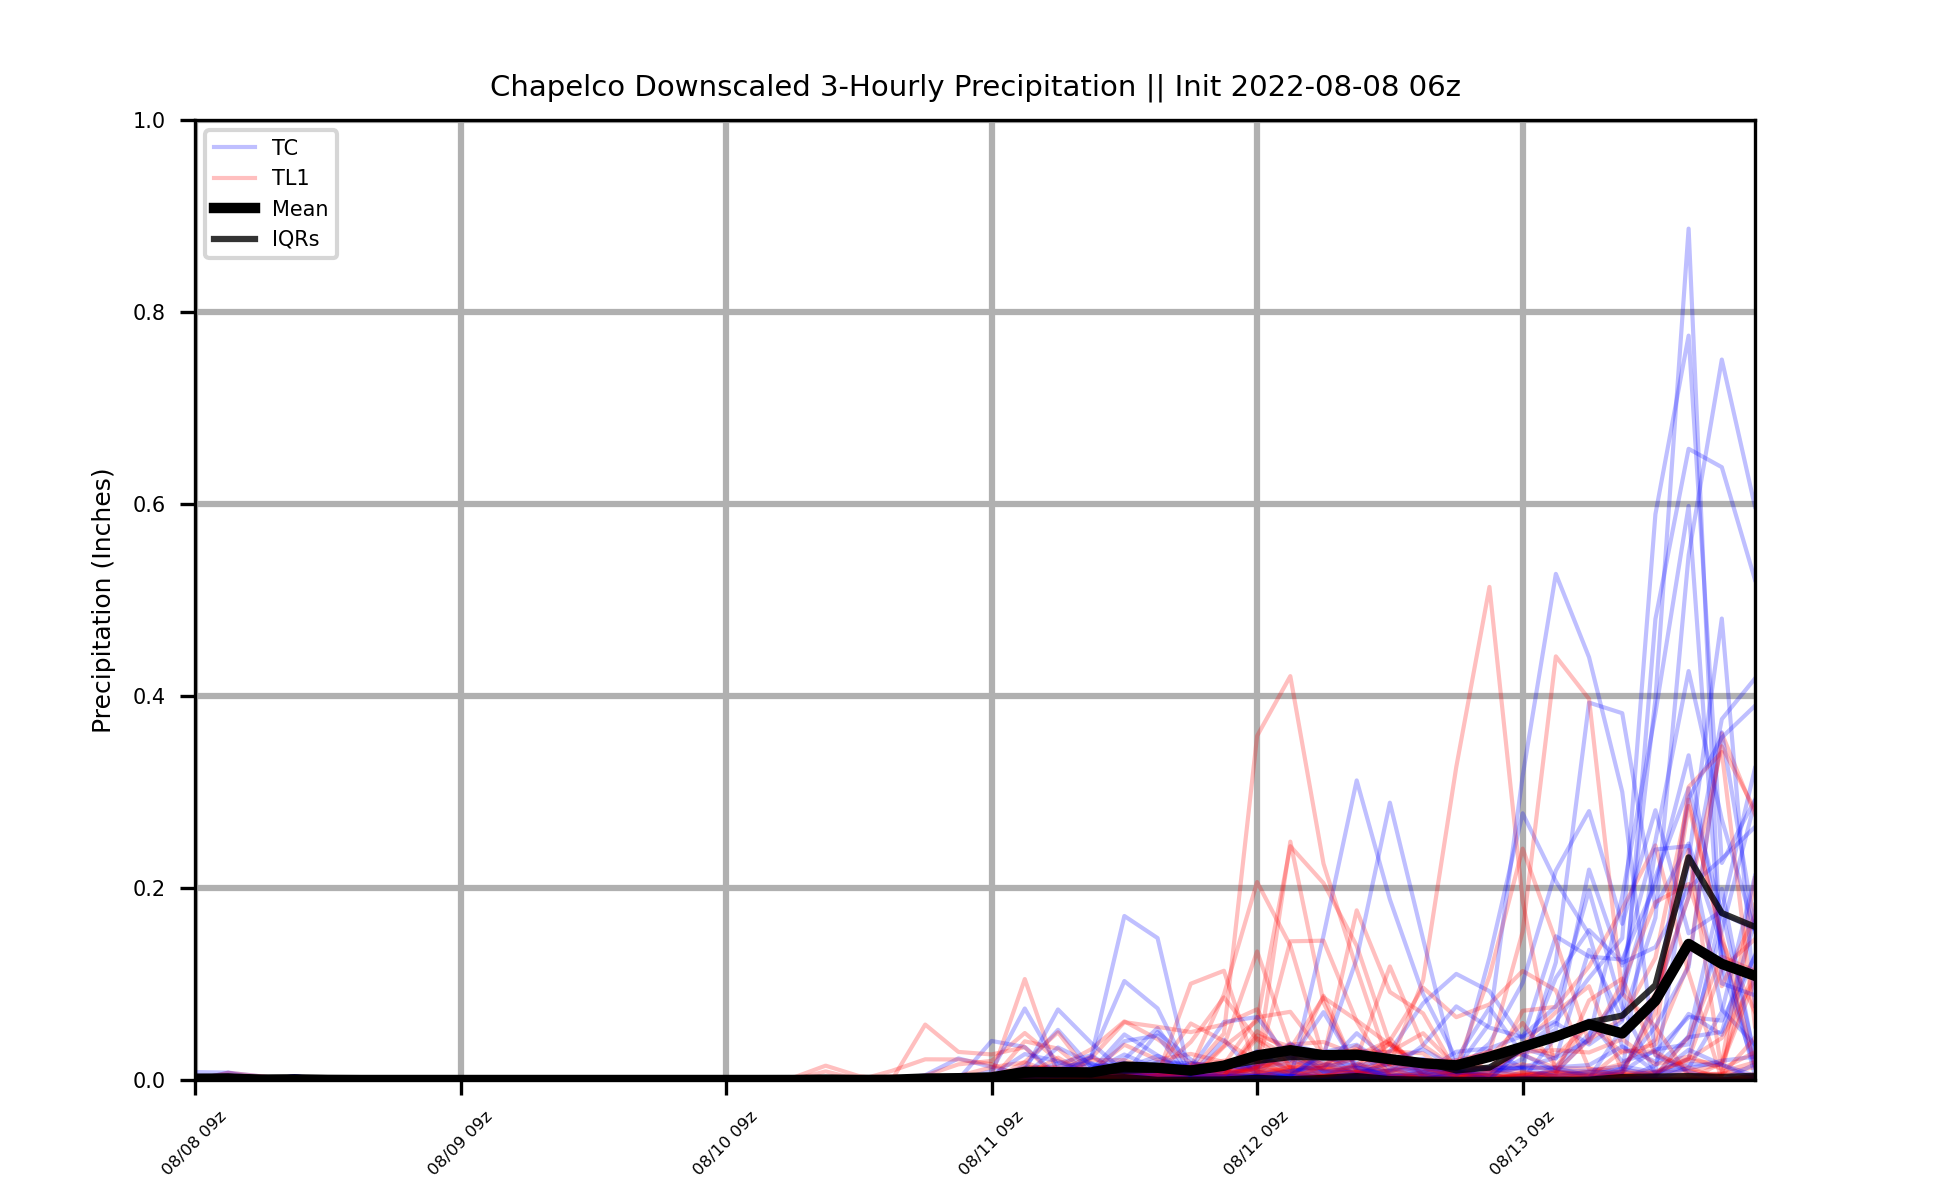 Chapelco Downscaled 3-Hourly Precipitation || Init 2022-08-08 06z
TC
TL1
Mean
IQRs
Precipitation (Inches)
1.0
0.8
0.6
0.4
0.2
0.0
08/08 09z
08/09 09z
08/10 09z
08/11 09z
08/12 09z
08/13 09z